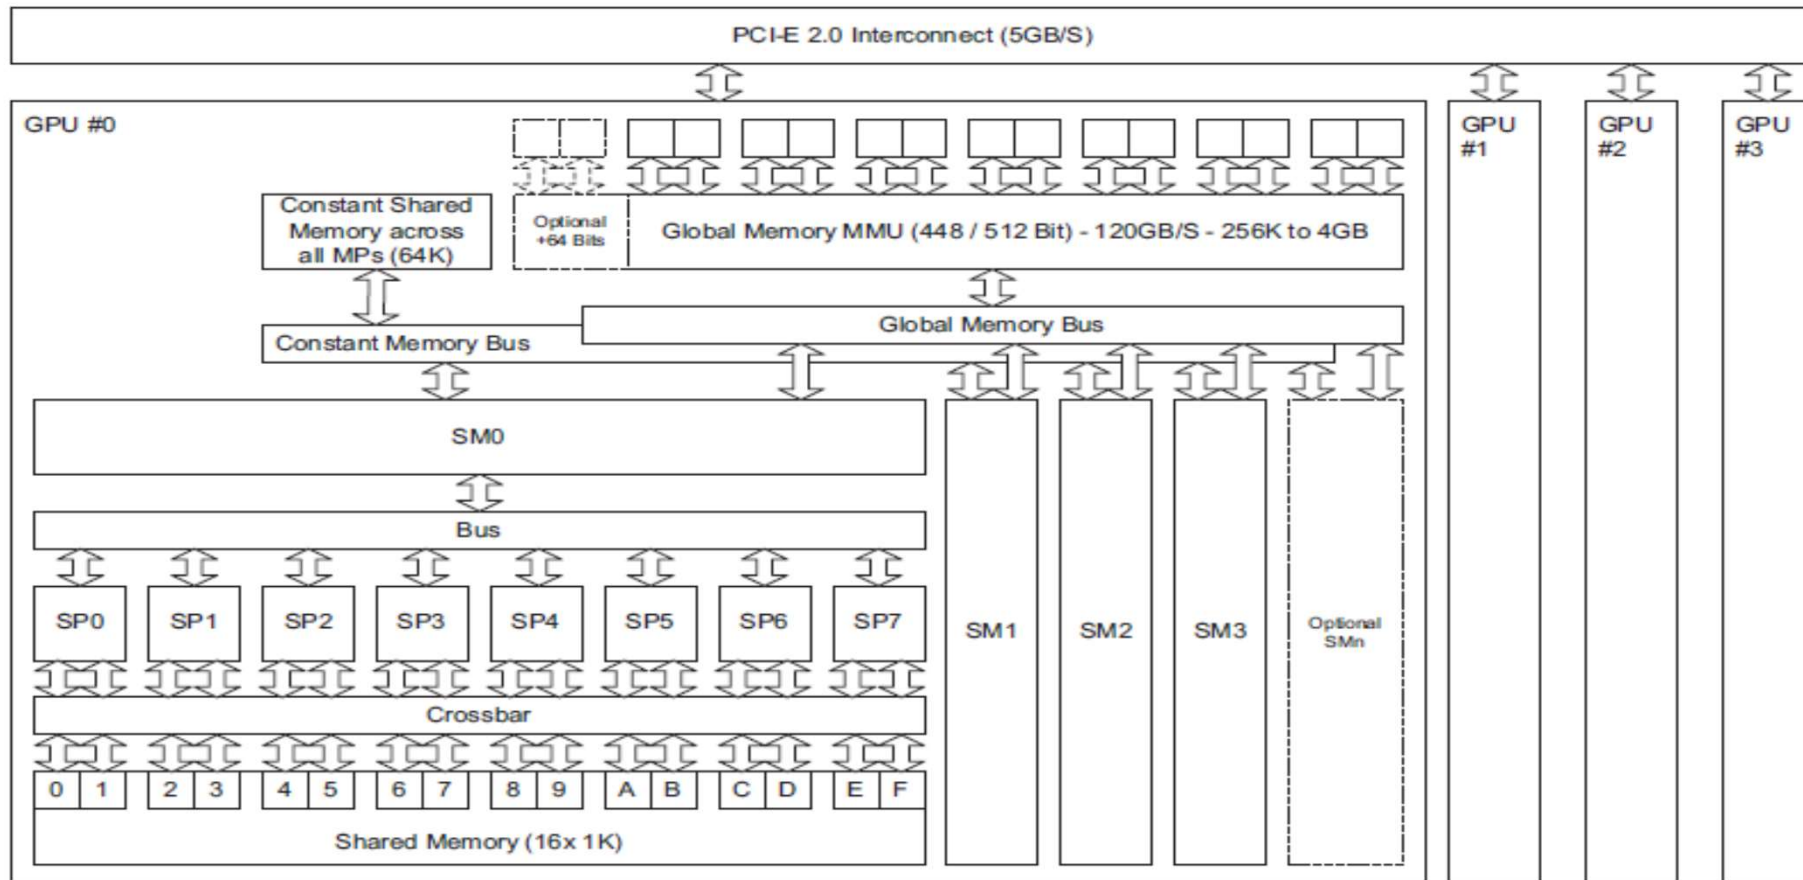 PCI-E 2.0 Interconnect (5GB/S)
GPU #0
GPU
#1
GPU
#2
GPU
#3
Constant Shared
Memory across
all MPs (64K)
Optional
+64 Bits
Global Memory MMU (448 / 512 Bit) - 120GB/S - 256K to 4GB
Global Memory Bus
Constant Memory Bus
SM0
Bus
SP0
SP1
SP2
SP3
SP4
SP5
SP6
SP7
SM1
SM2
SM3
Optional
SMn
Crossbar
0 1 2 3 4 5 6 7 8 9 A B C D E F
Shared Memory (16x 1K)